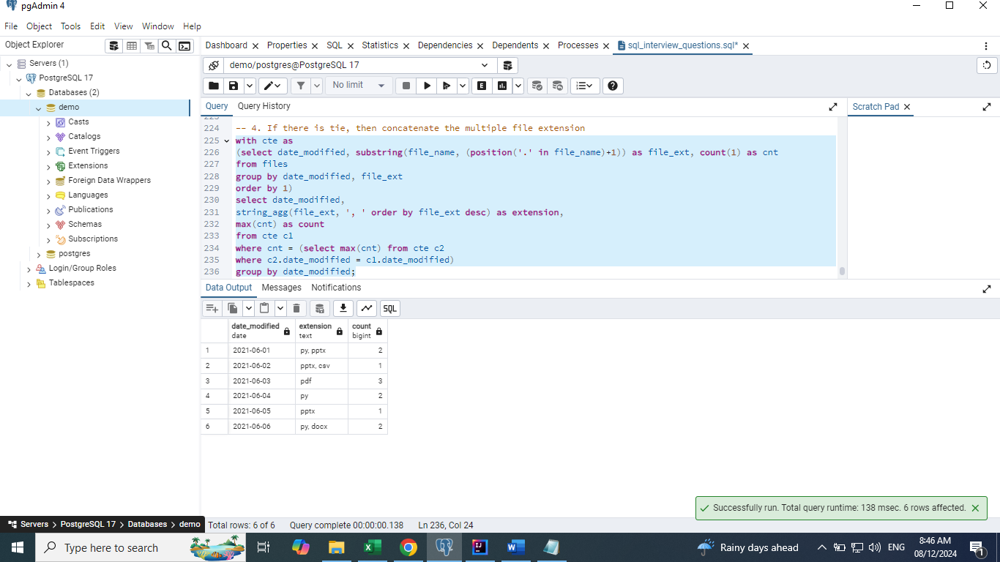 pgAdmin 4
File Object Tools Edit View Window Help
Object Explorer
Dashboard Properties SQL Statistics Dependencies Dependents Processes sql_interview_questions.sql*
Servers (1)
PostgreSQL 17
Databases (2)
demo
Casts
Catalogs
Event Triggers
Extensions
Foreign Data Wrappers
Languages
Publications
Schemas
Subscriptions
postgres
Login/Group Roles
Tablespaces
demo/postgres@PostgreSQL 17
No limit
E
Query Query History
Scratch Pad
223
224 -- 4. If there is tie, then concatenate the multiple file extension
225 with cte as
226 (select date_modified, substring(file_name, (position('.' in file_name)+1)) as file_ext, count(1) as cnt
227 from files
228 group by date_modified, file_ext
229 order by 1)
230 select date_modified,
231 string_agg(file_ext, ', ' order by file_ext desc) as extension,
232 max(cnt) as count
233 from cte c1
234 where cnt = (select max(cnt) from cte c2
235 where c2.date_modified = c1.date_modified)
236 group by date_modified;
Data Output Messages Notifications
SQL
date_modified extension count
date text bigint
1 2021-06-01 py, pptx 2
2 2021-06-02 pptx, csv 1
3 2021-06-03 pdf 3
4 2021-06-04 py 2
5 2021-06-05 pptx 1
6 2021-06-06 py, docx 2
Successfully run. Total query runtime: 138 msec. 6 rows affected.
Servers > PostgreSQL 17 > Databases > demo
Total rows: 6 of 6 Query complete 00:00:00.138 Ln 236, Col 24
Type here to search
Rainy days ahead
ENG
8:46 AM
08/12/2024
1